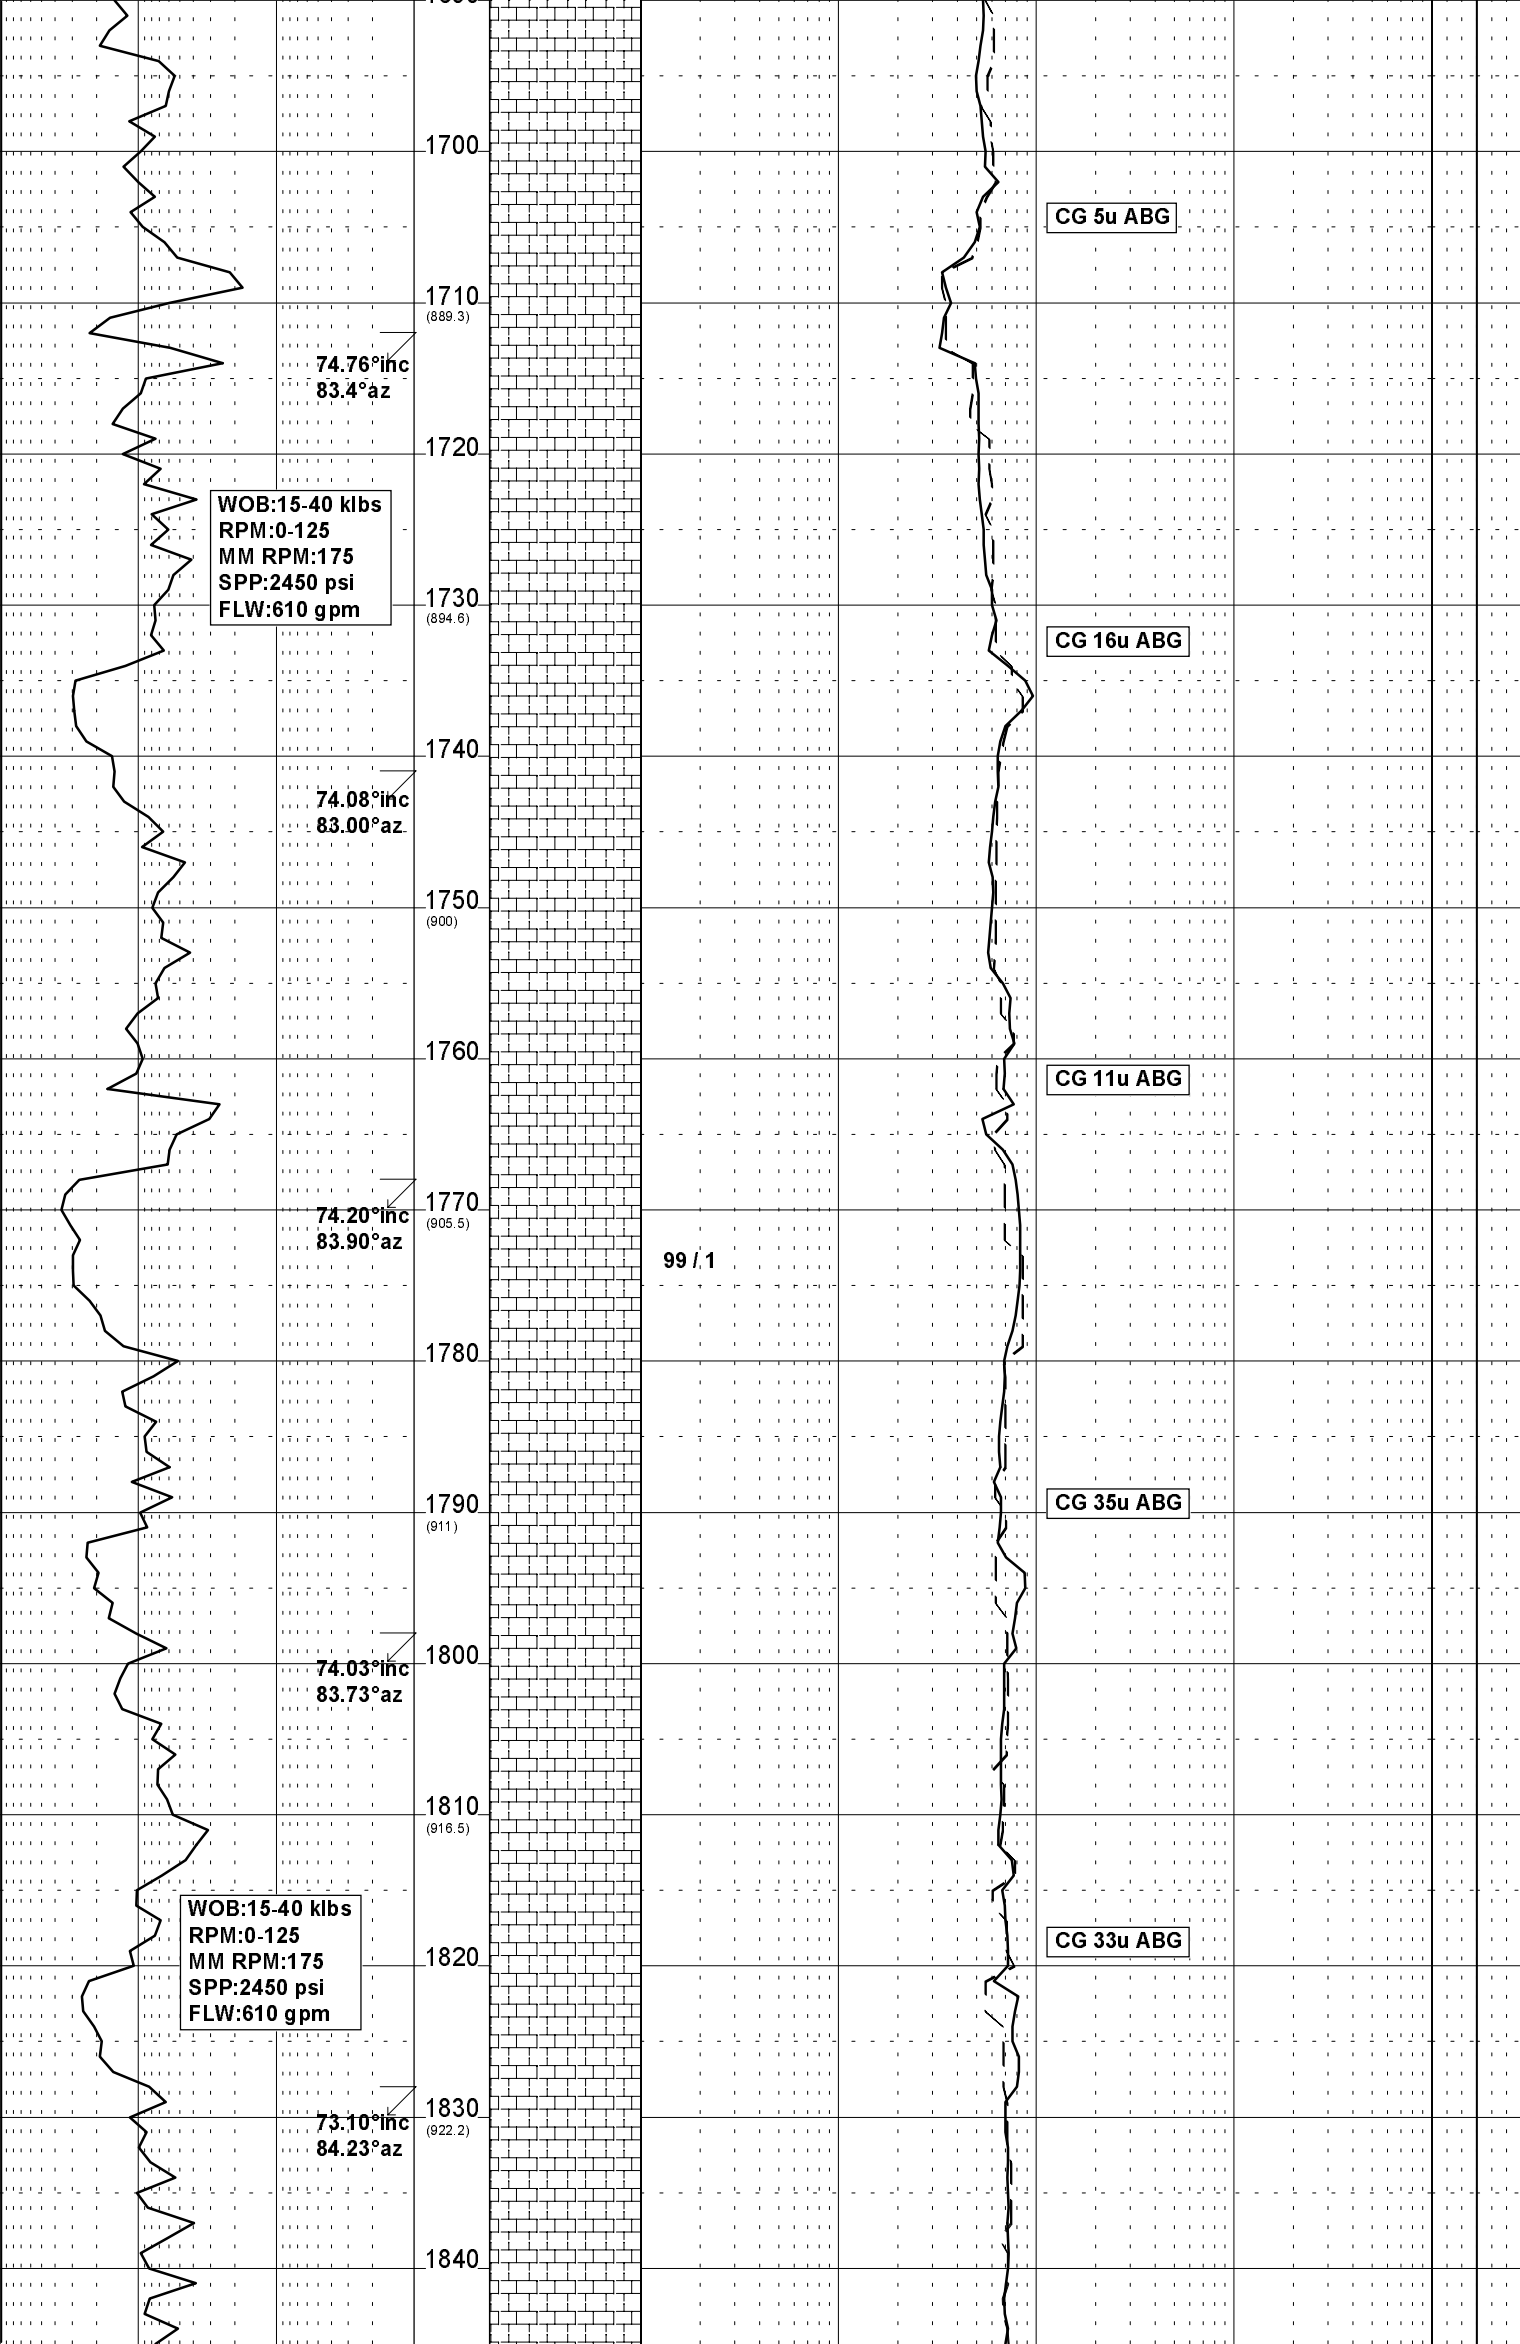 1700
CG 5u ABG
1710
(889.3)
74.76°inc
83.4°az
1720
WOB:15-40 klbs
RPM:0-125
MM RPM:175
SPP:2450 psi
FLW:610 gpm
1730
(894.6)
CG 16u ABG
1740
74.08°inc
83.00°az
1750
(900)
1760
CG 11u ABG
1770
(905.5)
74.20°inc
83.90°az
99 / 1
1780
1790
(911)
CG 35u ABG
1800
74.03°inc
83.73°az
1810
(916.5)
WOB:15-40 klbs
RPM:0-125
MM RPM:175
SPP:2450 psi
FLW:610 gpm
CG 33u ABG
1820
1830
(922.2)
73.10°inc
84.23°az
1840